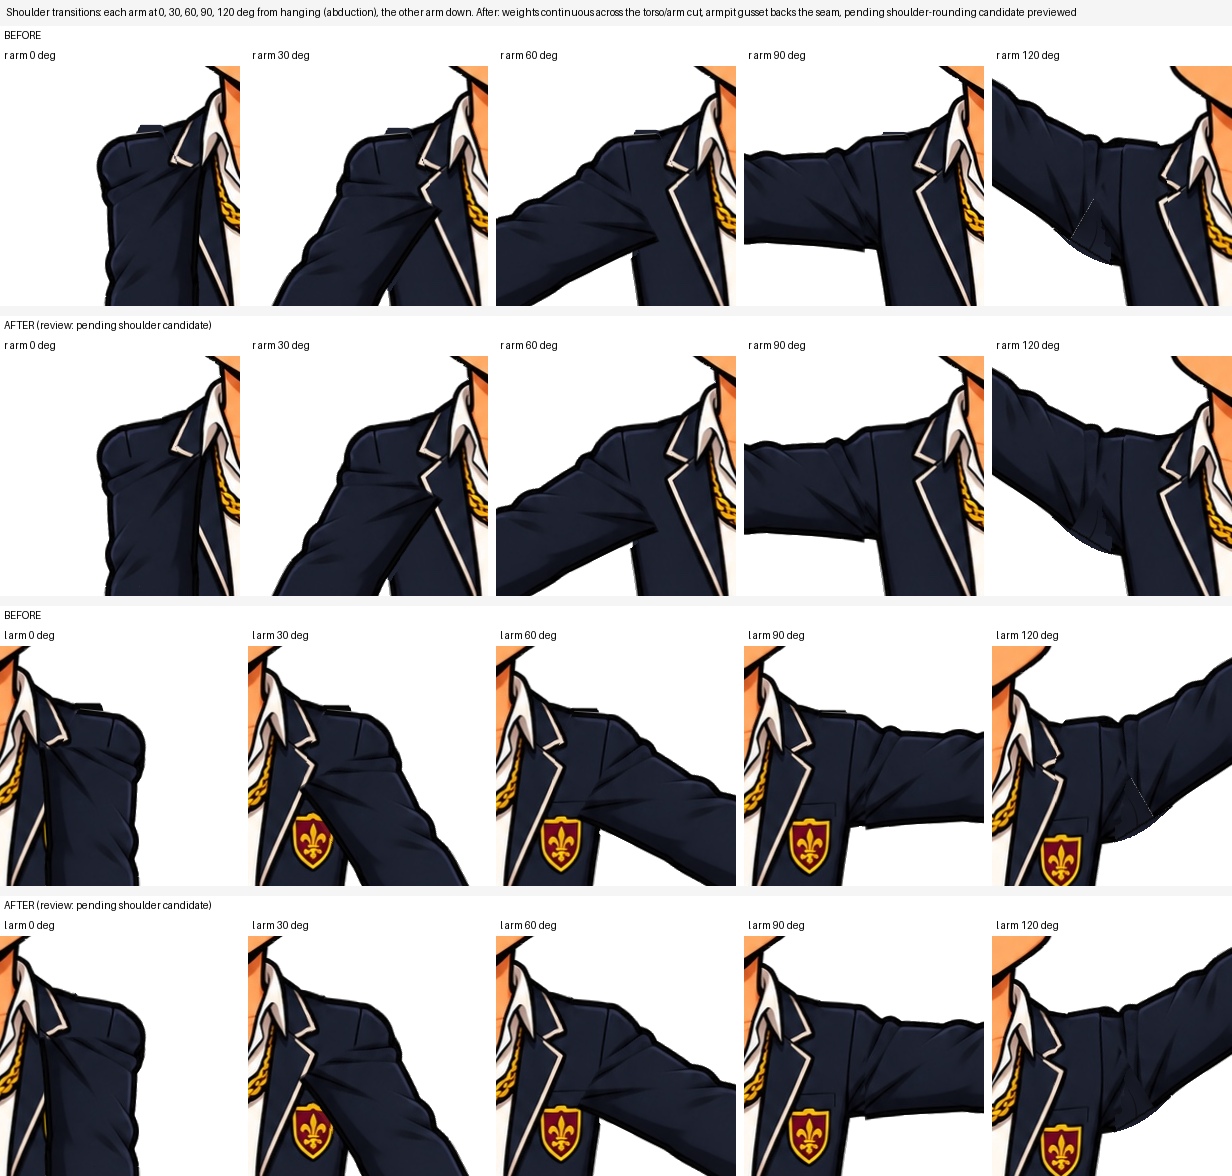 Shoulder transitions: each arm at 0, 30, 60, 90, 120 deg from hanging (abduction), the other arm down. After: weights continuous across the torso/arm cut, armpit gusset backs the seam, pending shoulder-rounding candidate previewed
BEFORE
r arm 0 deg
r arm 30 deg
r arm 60 deg
r arm 90 deg
r arm 120 deg
AFTER (review: pending shoulder candidate)
r arm 0 deg
r arm 30 deg
r arm 60 deg
r arm 90 deg
r arm 120 deg
BEFORE
l arm 0 deg
l arm 30 deg
l arm 60 deg
l arm 90 deg
l arm 120 deg
AFTER (review: pending shoulder candidate)
l arm 0 deg
l arm 30 deg
l arm 60 deg
l arm 90 deg
l arm 120 deg